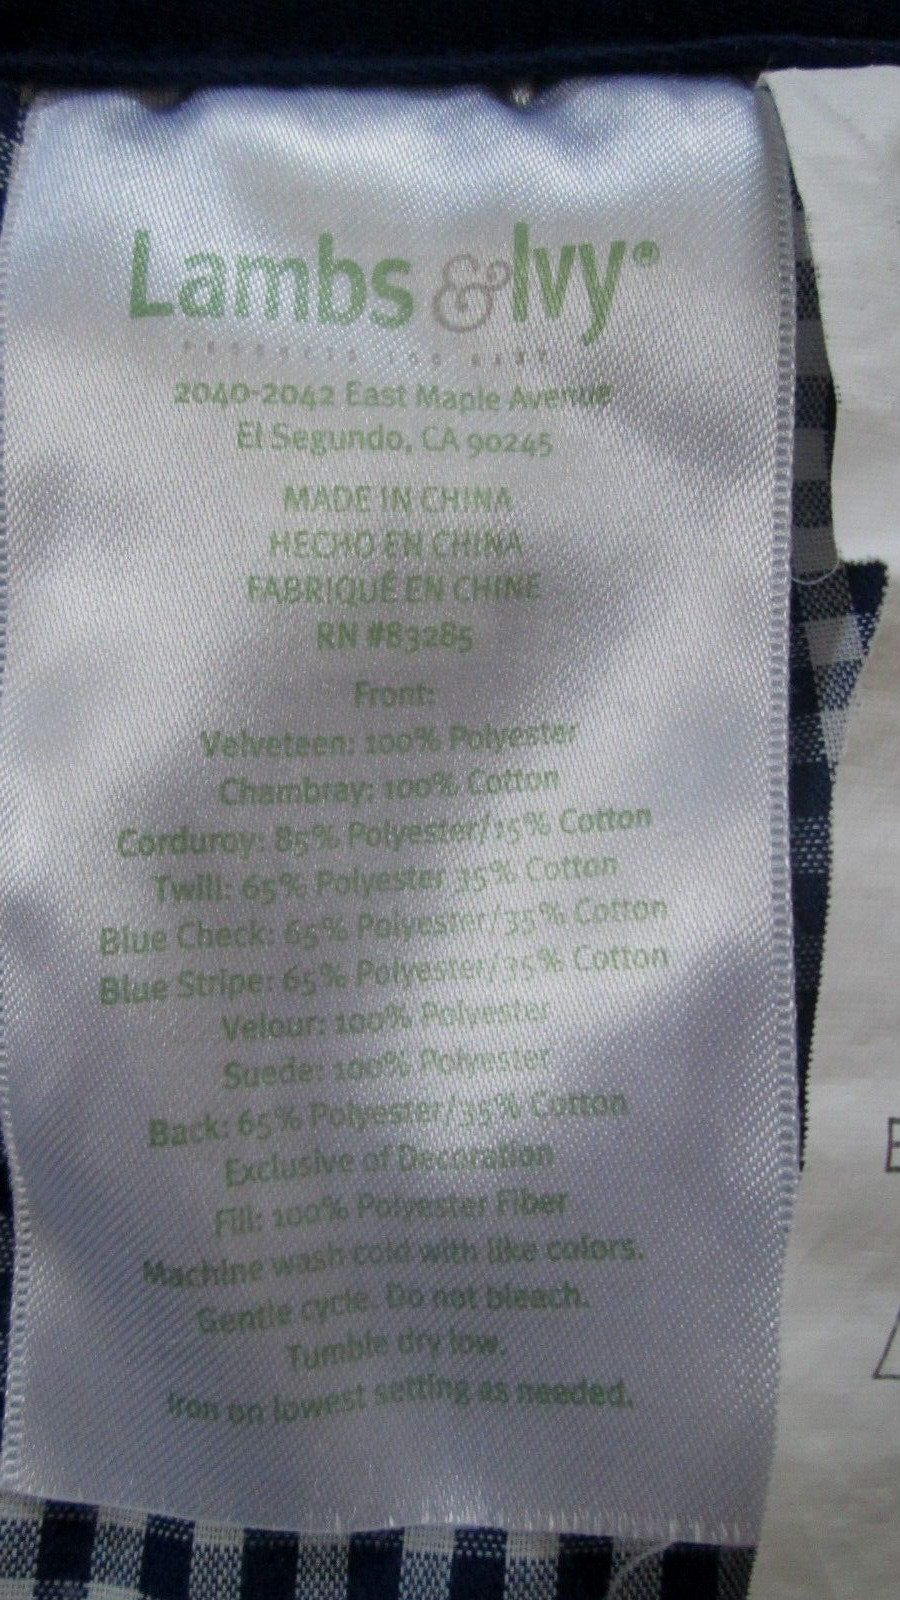 Lambs & Ivy®
PRODUCTS FOR BABY
2040-2042 East Maple Avenue
El Segundo, CA 90245
MADE IN CHINA
HECHO EN CHINA
FABRIQUÉ EN CHINE
RN #83285
Front:
Velveteen: 100% Polyester
Chambray: 100% Cotton
Corduroy: 85% Polyester/15% Cotton
Twill: 65% Polyester 35% Cotton
Blue Check: 65% Polyester/35% Cotton
Blue Stripe: 65% Polyester/35% Cotton
Velour: 100% Polyester
Suede: 100% Polyester
Back: 65% Polyester/35% Cotton
Exclusive of Decoration
Fill: 100% Polyester Fiber
Machine wash cold with like colors.
Gentle cycle. Do not bleach.
Tumble dry low.
Iron on lowest setting as needed.